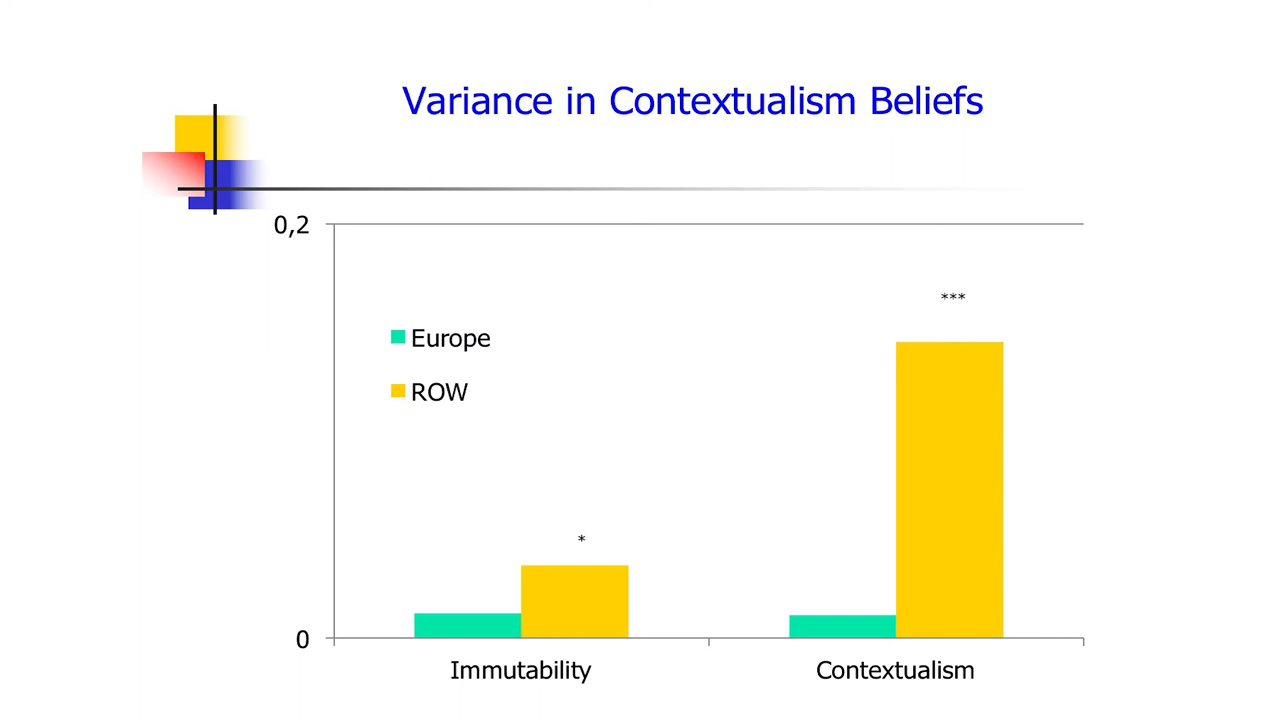 Variance in Contextualism Beliefs
0,2
***
Europe
ROW
*
0
Immutability
Contextualism